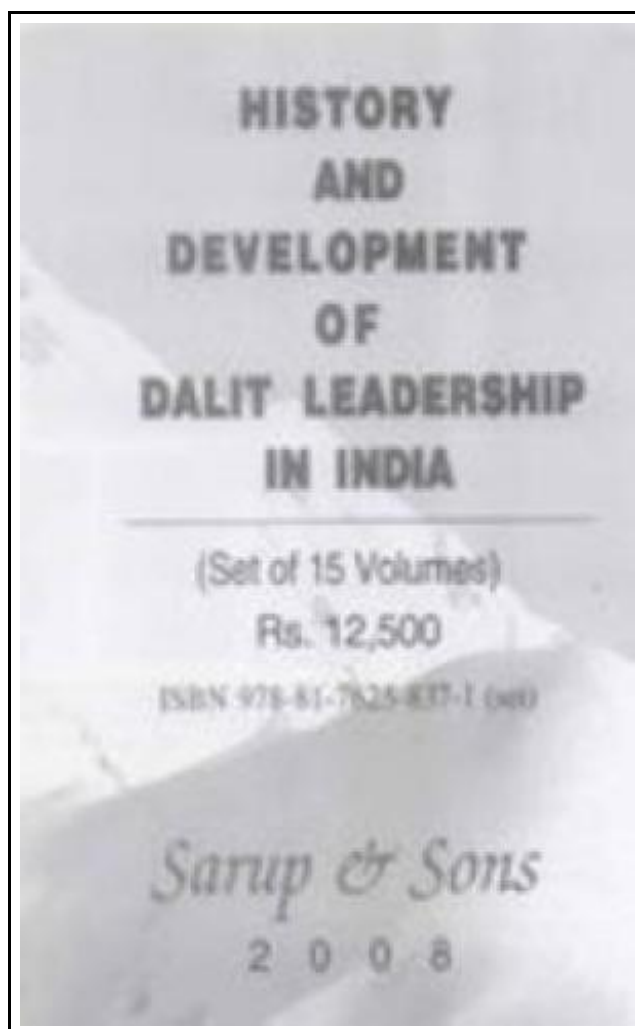 HISTORY
AND
DEVELOPMENT
OF
DALIT LEADERSHIP
IN INDIA
(Set of 15 Volumes)
Rs. 12,500
ISBN 978-81-7625-837-1 (set)
Sarup & Sons
2008